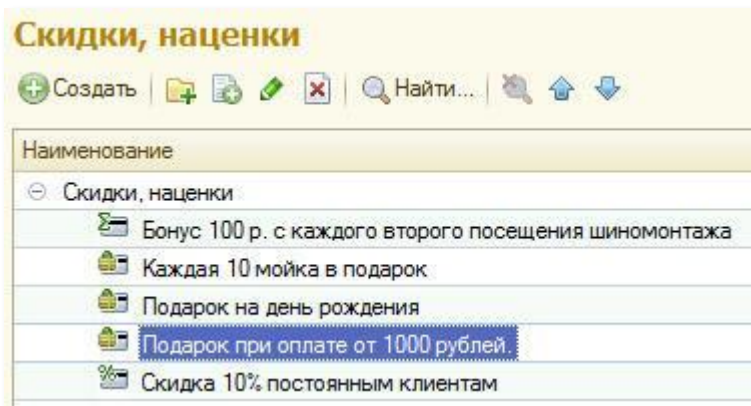 Скидки, наценки
Создать Найти...
Наименование
Скидки, наценки
Бонус 100 р. с каждого второго посещения шиномонтажа
Каждая 10 мойка в подарок
Подарок на день рождения
Подарок при оплате от 1000 рублей.
Скидка 10% постоянным клиентам